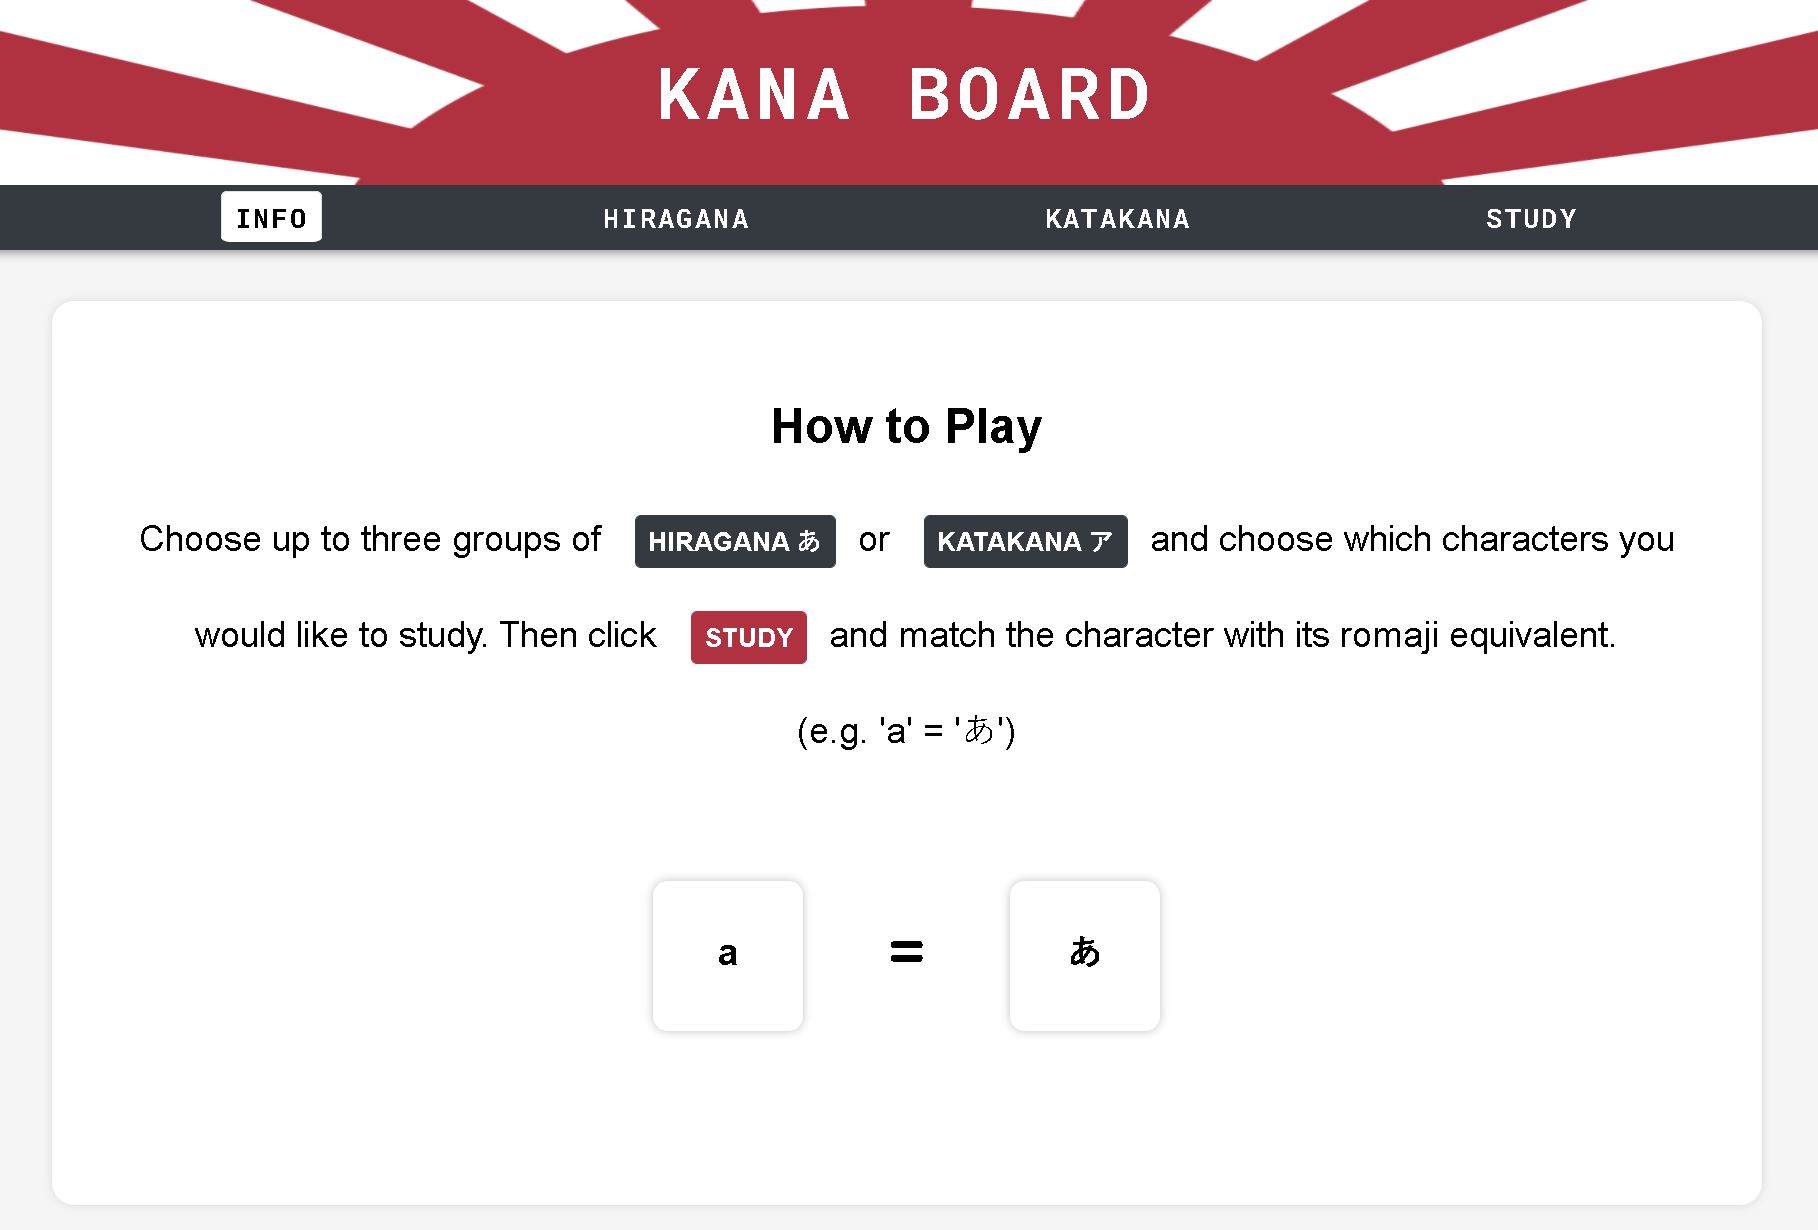 KANA BOARD
INFO HIRAGANA KATAKANA STUDY
How to Play
Choose up to three groups of HIRAGANA あ or KATAKANA ア and choose which characters you
would like to study. Then click STUDY and match the character with its romaji equivalent.
(e.g. 'a' = 'あ')
a = あ